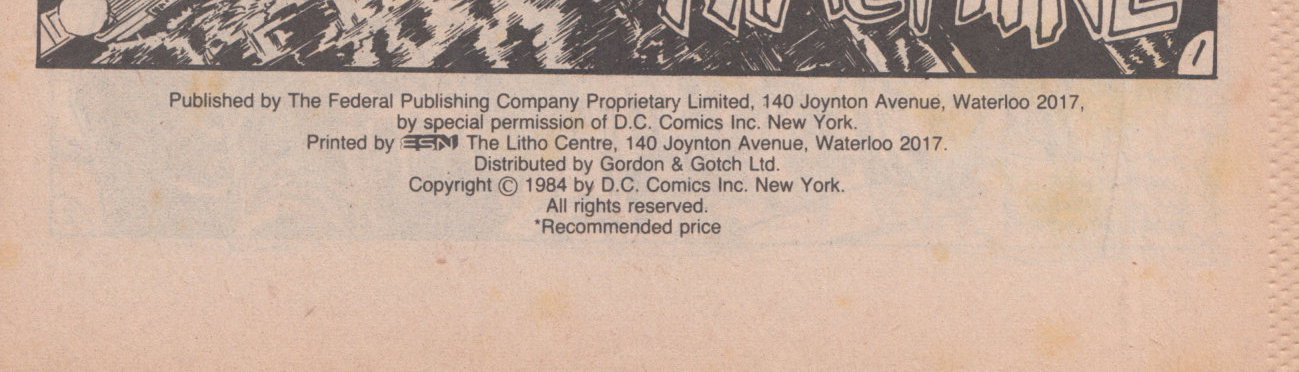 MACHINE
1
Published by The Federal Publishing Company Proprietary Limited, 140 Joynton Avenue, Waterloo 2017,
by special permission of D.C. Comics Inc. New York.
Printed by ESN The Litho Centre, 140 Joynton Avenue, Waterloo 2017.
Distributed by Gordon & Gotch Ltd.
Copyright © 1984 by D.C. Comics Inc. New York.
All rights reserved.
*Recommended price